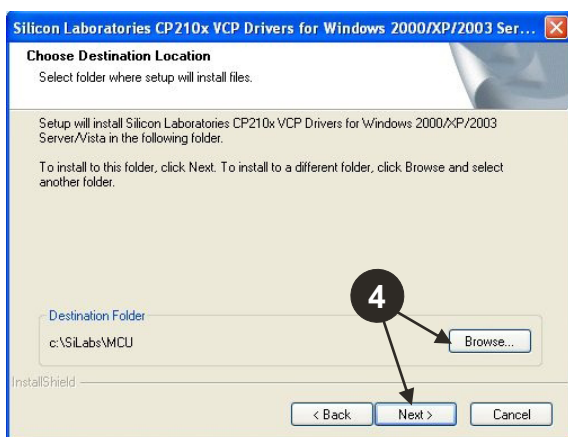 Silicon Laboratories CP210x VCP Drivers for Windows 2000/XP/2003 Ser...
Choose Destination Location
Select folder where setup will install files.
Setup will install Silicon Laboratories CP210x VCP Drivers for Windows 2000/XP/2003
Server/Vista in the following folder.
To install to this folder, click Next. To install to a different folder, click Browse and select
another folder.
4
Destination Folder
c:\SiLabs\MCU
Browse...
InstallShield
< Back
Next >
Cancel